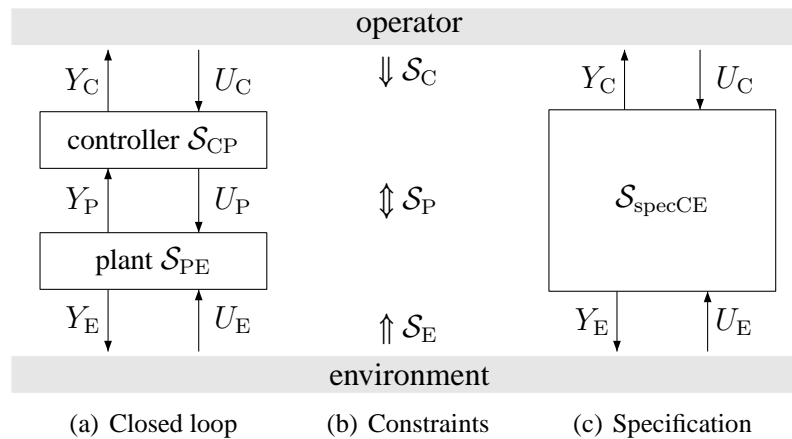 operator
Y_C U_C ⇓ S_C Y_C U_C
controller S_CP
Y_P U_P ⇕ S_P S_specCE
plant S_PE
Y_E U_E ⇑ S_E Y_E U_E
environment
(a) Closed loop (b) Constraints (c) Specification